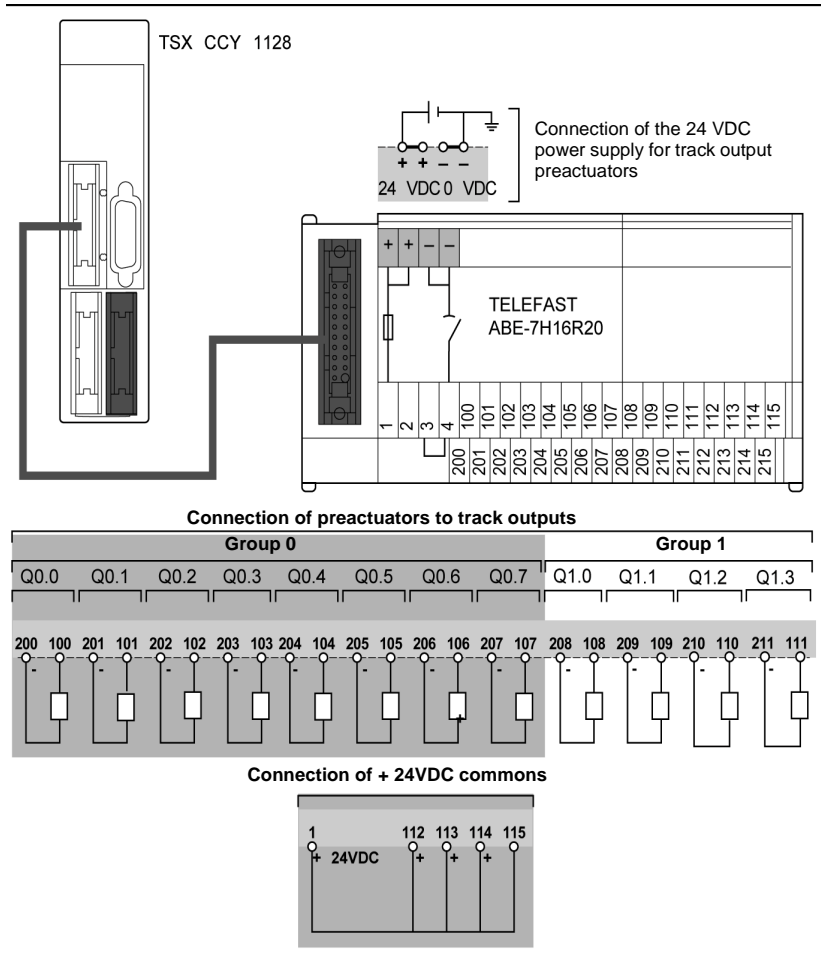 TSX CCY 1128
Connection of the 24 VDC
power supply for track output
preactuators
+ + – –
24 VDC 0 VDC
+ + – –
TELEFAST
ABE-7H16R20
1 2 3 4 100 101 102 103 104 105 106 107 108 109 110 111 112 113 114 115
200 201 202 203 204 205 206 207 208 209 210 211 212 213 214 215
Connection of preactuators to track outputs
Group 0 Group 1
Q0.0 Q0.1 Q0.2 Q0.3 Q0.4 Q0.5 Q0.6 Q0.7 Q1.0 Q1.1 Q1.2 Q1.3
200 100 201 101 202 102 203 103 204 104 205 105 206 106 207 107 208 108 209 109 210 110 211 111
- - - - - - - - - - - -
+
Connection of + 24VDC commons
1 112 113 114 115
+ 24VDC + + +